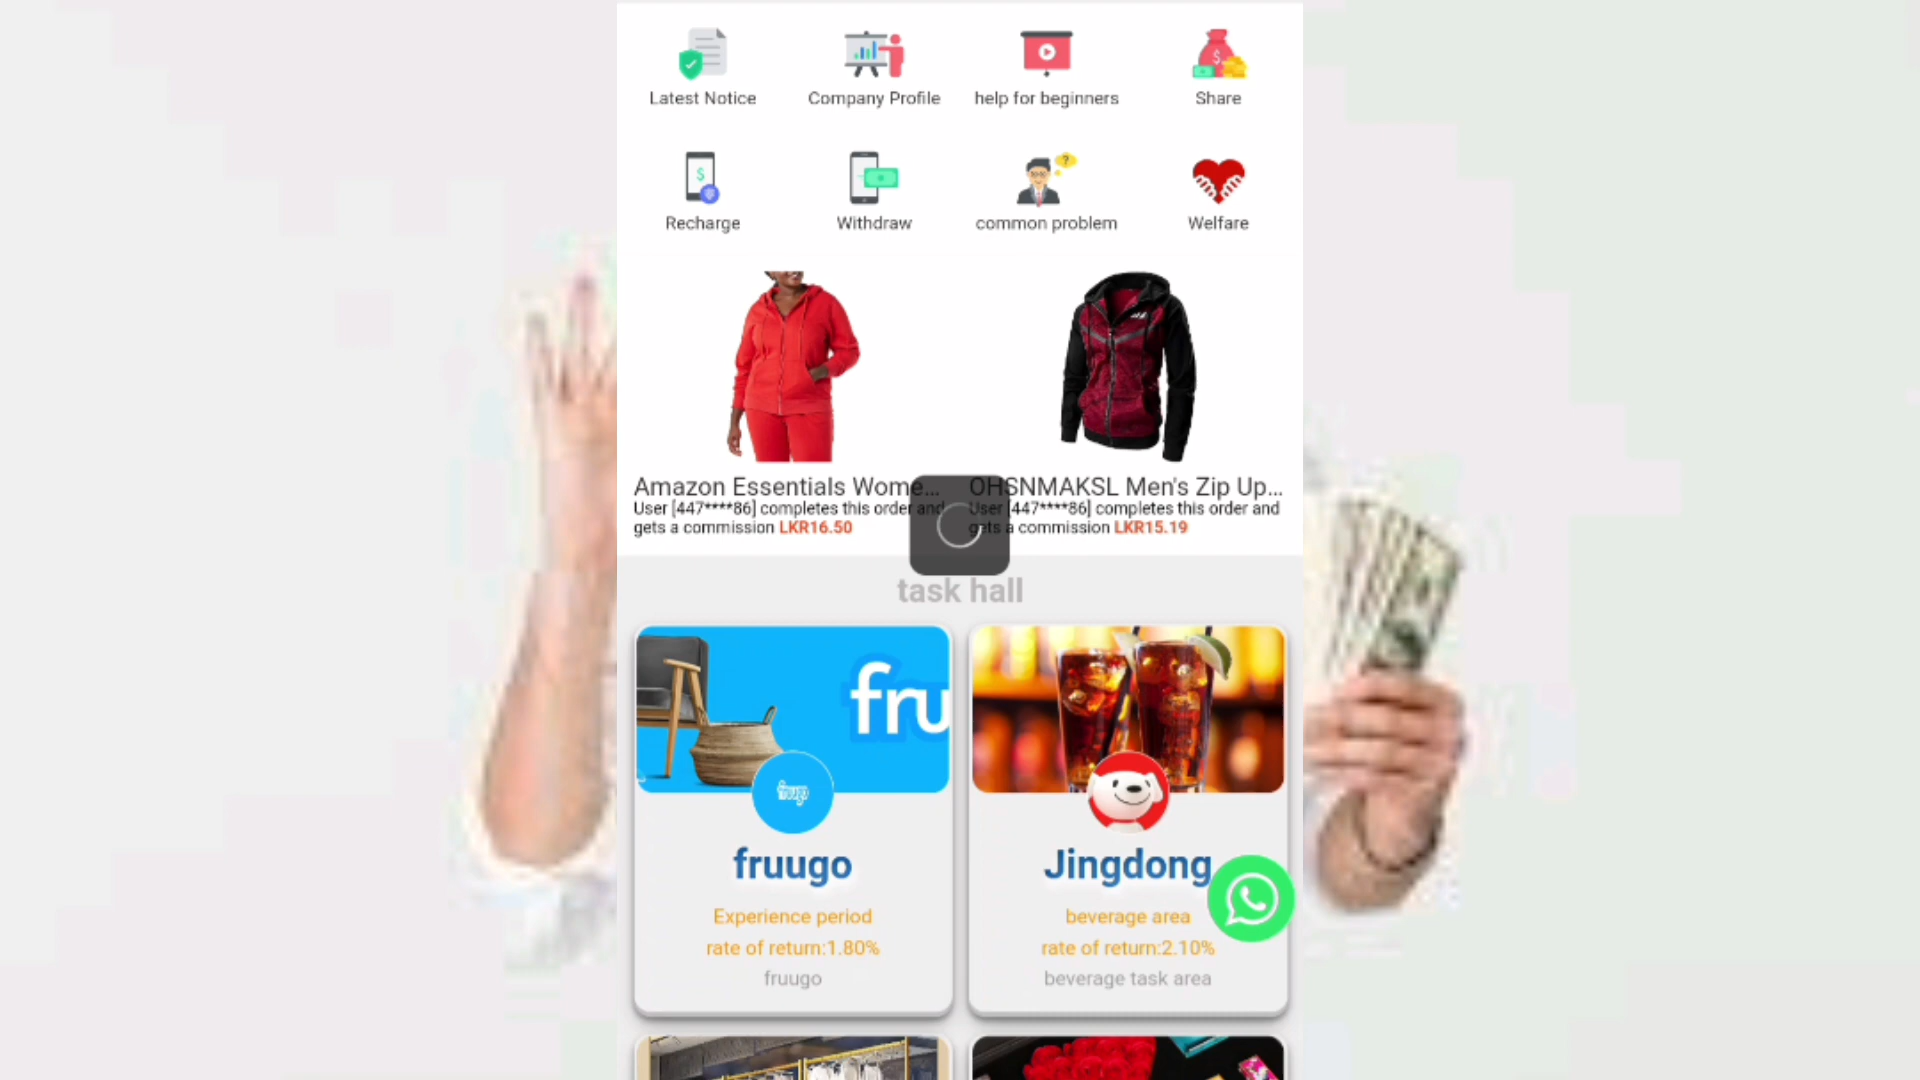 Latest Notice
Company Profile
help for beginners
Share
$
?
Recharge
Withdraw
common problem
Welfare
Amazon Essentials Wome...
User [447****86] completes this order and
gets a commission LKR16.50
OHSNMAKSL Men's Zip Up...
User [447****86] completes this order and
gets a commission LKR15.19
task hall
fru
fruugo
fruugo
Experience period
rate of return:1.80%
fruugo
Jingdong
beverage area
rate of return:2.10%
beverage task area